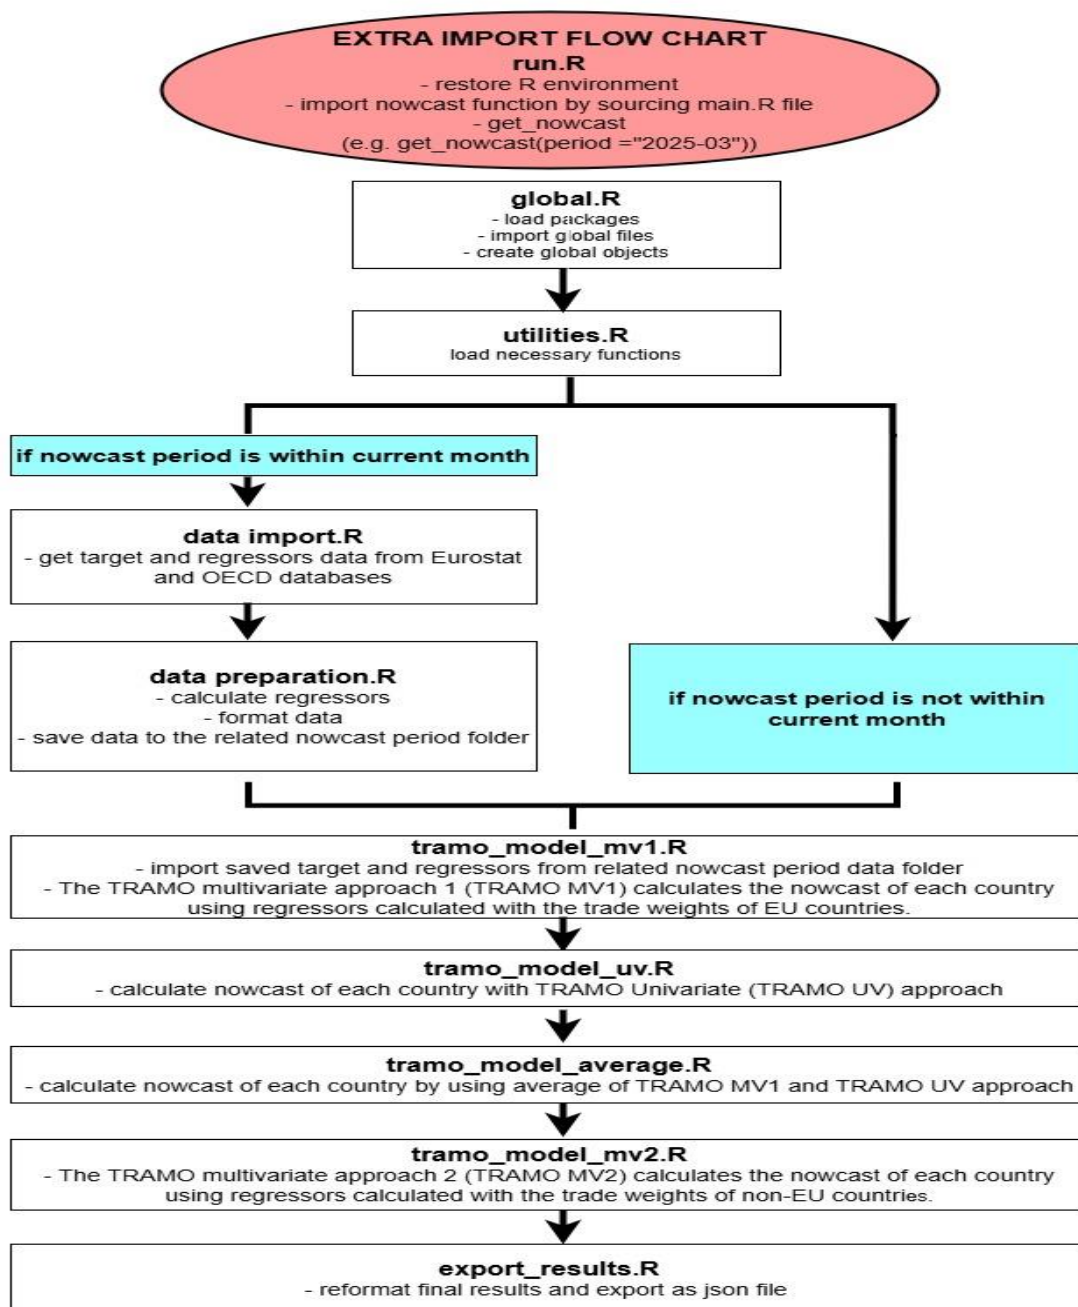 EXTRA IMPORT FLOW CHART
run.R
- restore R environment
- import nowcast function by sourcing main.R file
- get_nowcast
(e.g. get_nowcast(period ="2025-03"))
global.R
- load packages
- import global files
- create global objects
utilities.R
load necessary functions
if nowcast period is within current month
data import.R
- get target and regressors data from Eurostat
and OECD databases
data preparation.R
- calculate regressors
- format data
- save data to the related nowcast period folder
if nowcast period is not within
current month
tramo_model_mv1.R
- import saved target and regressors from related nowcast period data folder
- The TRAMO multivariate approach 1 (TRAMO MV1) calculates the nowcast of each country
using regressors calculated with the trade weights of EU countries.
tramo_model_uv.R
- calculate nowcast of each country with TRAMO Univariate (TRAMO UV) approach
tramo_model_average.R
- calculate nowcast of each country by using average of TRAMO MV1 and TRAMO UV approach
tramo_model_mv2.R
- The TRAMO multivariate approach 2 (TRAMO MV2) calculates the nowcast of each country
using regressors calculated with the trade weights of non-EU countries.
export_results.R
- reformat final results and export as json file